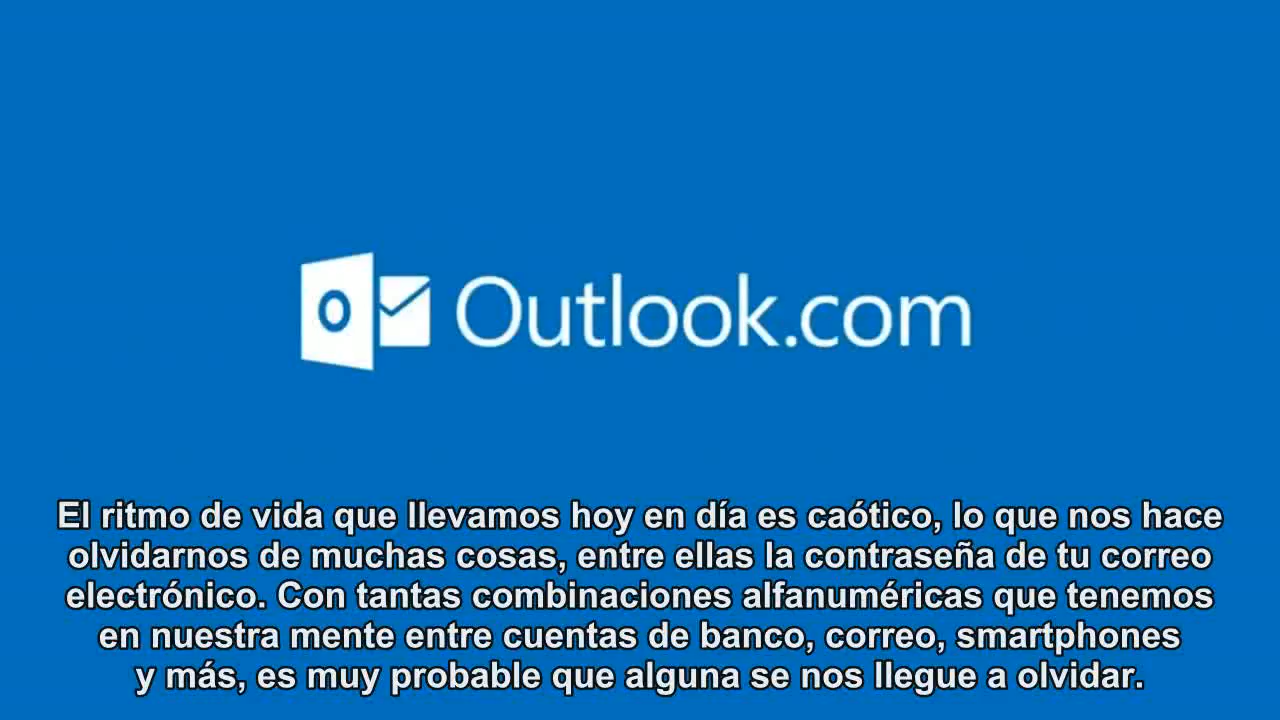 Outlook.com
El ritmo de vida que llevamos hoy en día es caótico, lo que nos hace
olvidarnos de muchas cosas, entre ellas la contraseña de tu correo
electrónico. Con tantas combinaciones alfanuméricas que tenemos
en nuestra mente entre cuentas de banco, correo, smartphones
y más, es muy probable que alguna se nos llegue a olvidar.